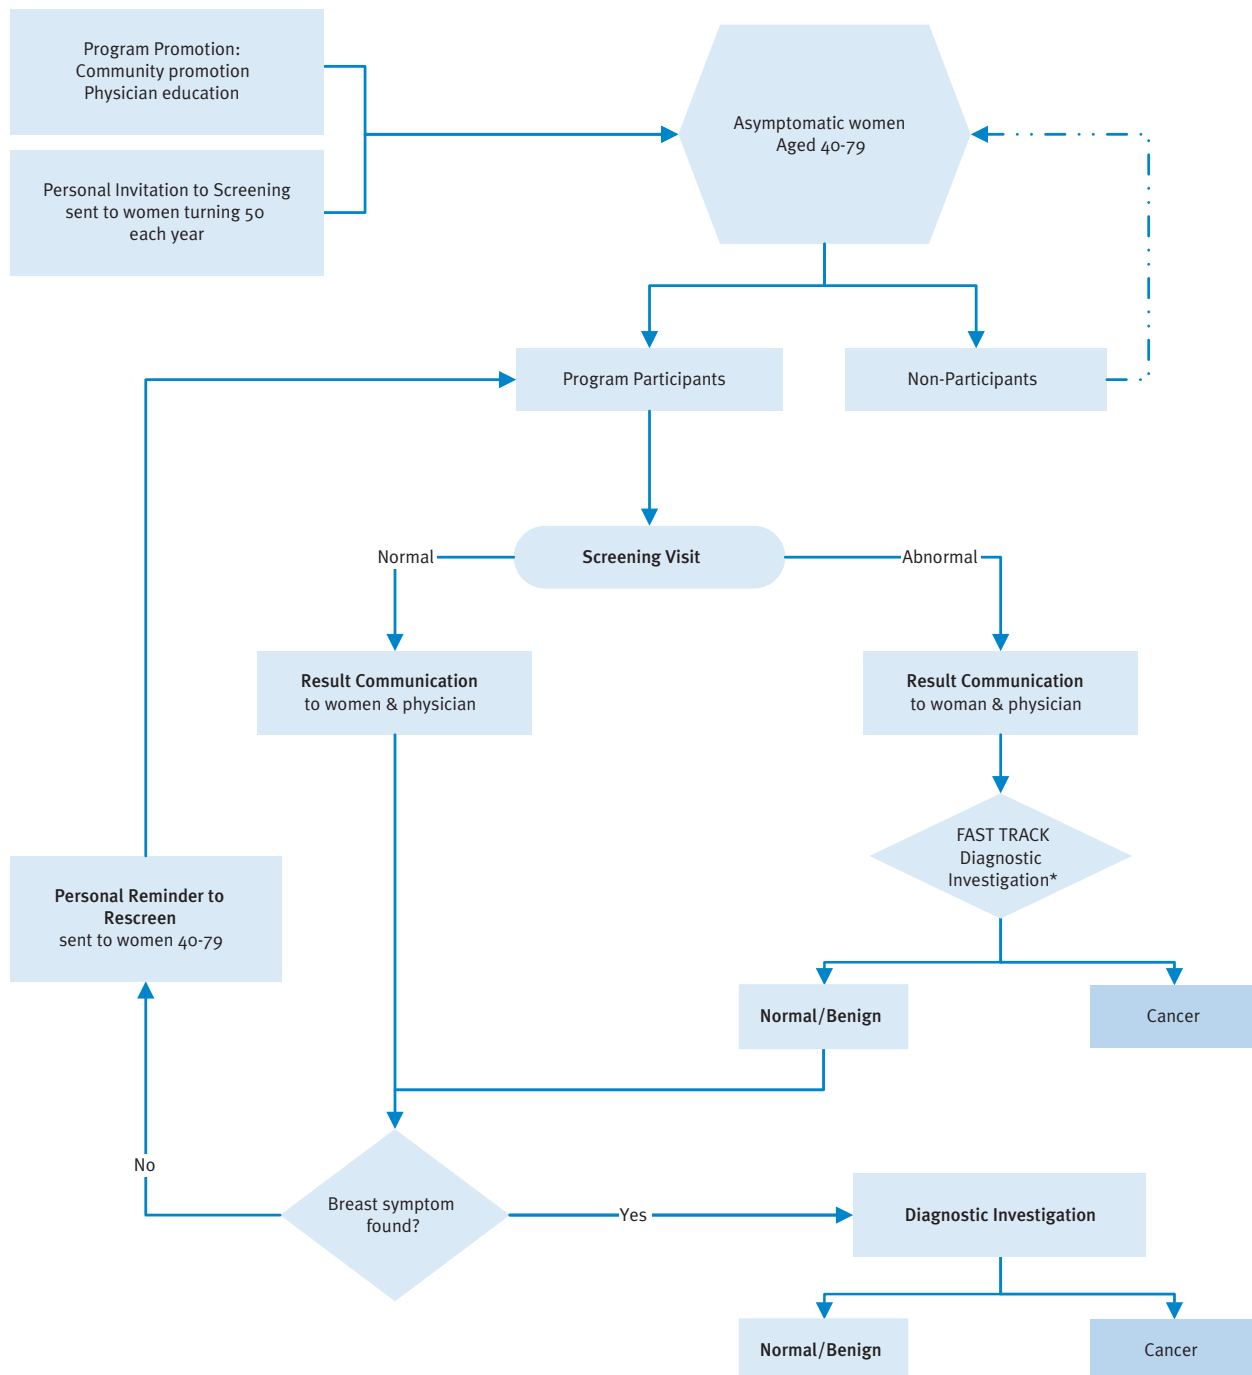 Program Promotion:
Community promotion
Physician education
Asymptomatic women
Aged 40-79
Personal Invitation to Screening
sent to women turning 50
each year
Program Participants
Non-Participants
Normal
Screening Visit
Abnormal
Result Communication
to women & physician
Result Communication
to woman & physician
FAST TRACK
Diagnostic
Investigation*
Personal Reminder to
Rescreen
sent to women 40-79
Normal/Benign
Cancer
No
Breast symptom
found?
Yes
Diagnostic Investigation
Normal/Benign
Cancer